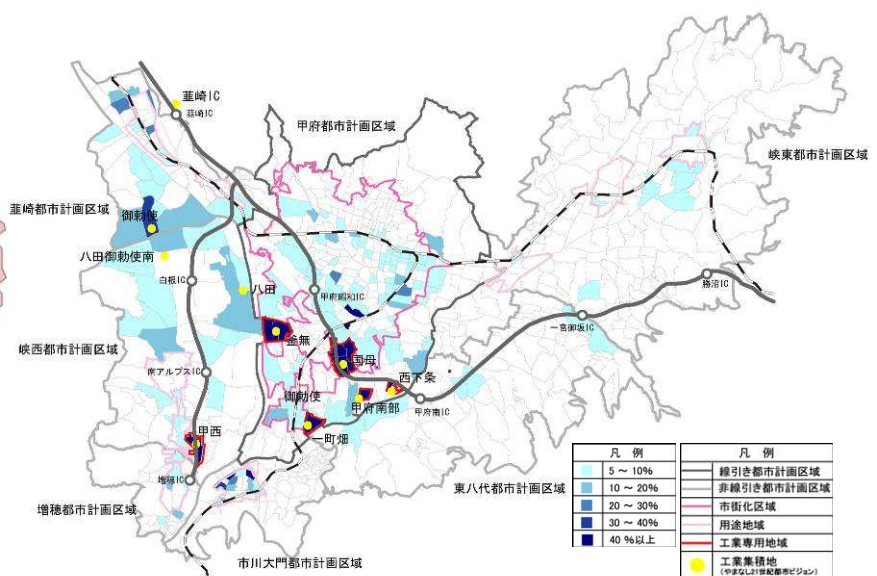 韮崎IC
韮崎IC
甲府都市計画区域
峡東都市計画区域
韮崎都市計画区域
御勅使
八田御勅使南
白根IC
八田
甲府昭和IC
勝沼IC
一宮御坂IC
釜無
峡西都市計画区域
国母
南アルプスIC
西下条
御勅使
甲府南部
甲府南IC
甲西
一町畑
増穂IC
東八代都市計画区域
増穂都市計画区域
市川大門都市計画区域
凡 例
5 ~ 10%
10 ~ 20%
20 ~ 30%
30 ~ 40%
40 %以上
凡 例
線引き都市計画区域
非線引き都市計画区域
市街化区域
用途地域
工業専用地域
工業集積地
(やまなし21世紀都市ビジョン)